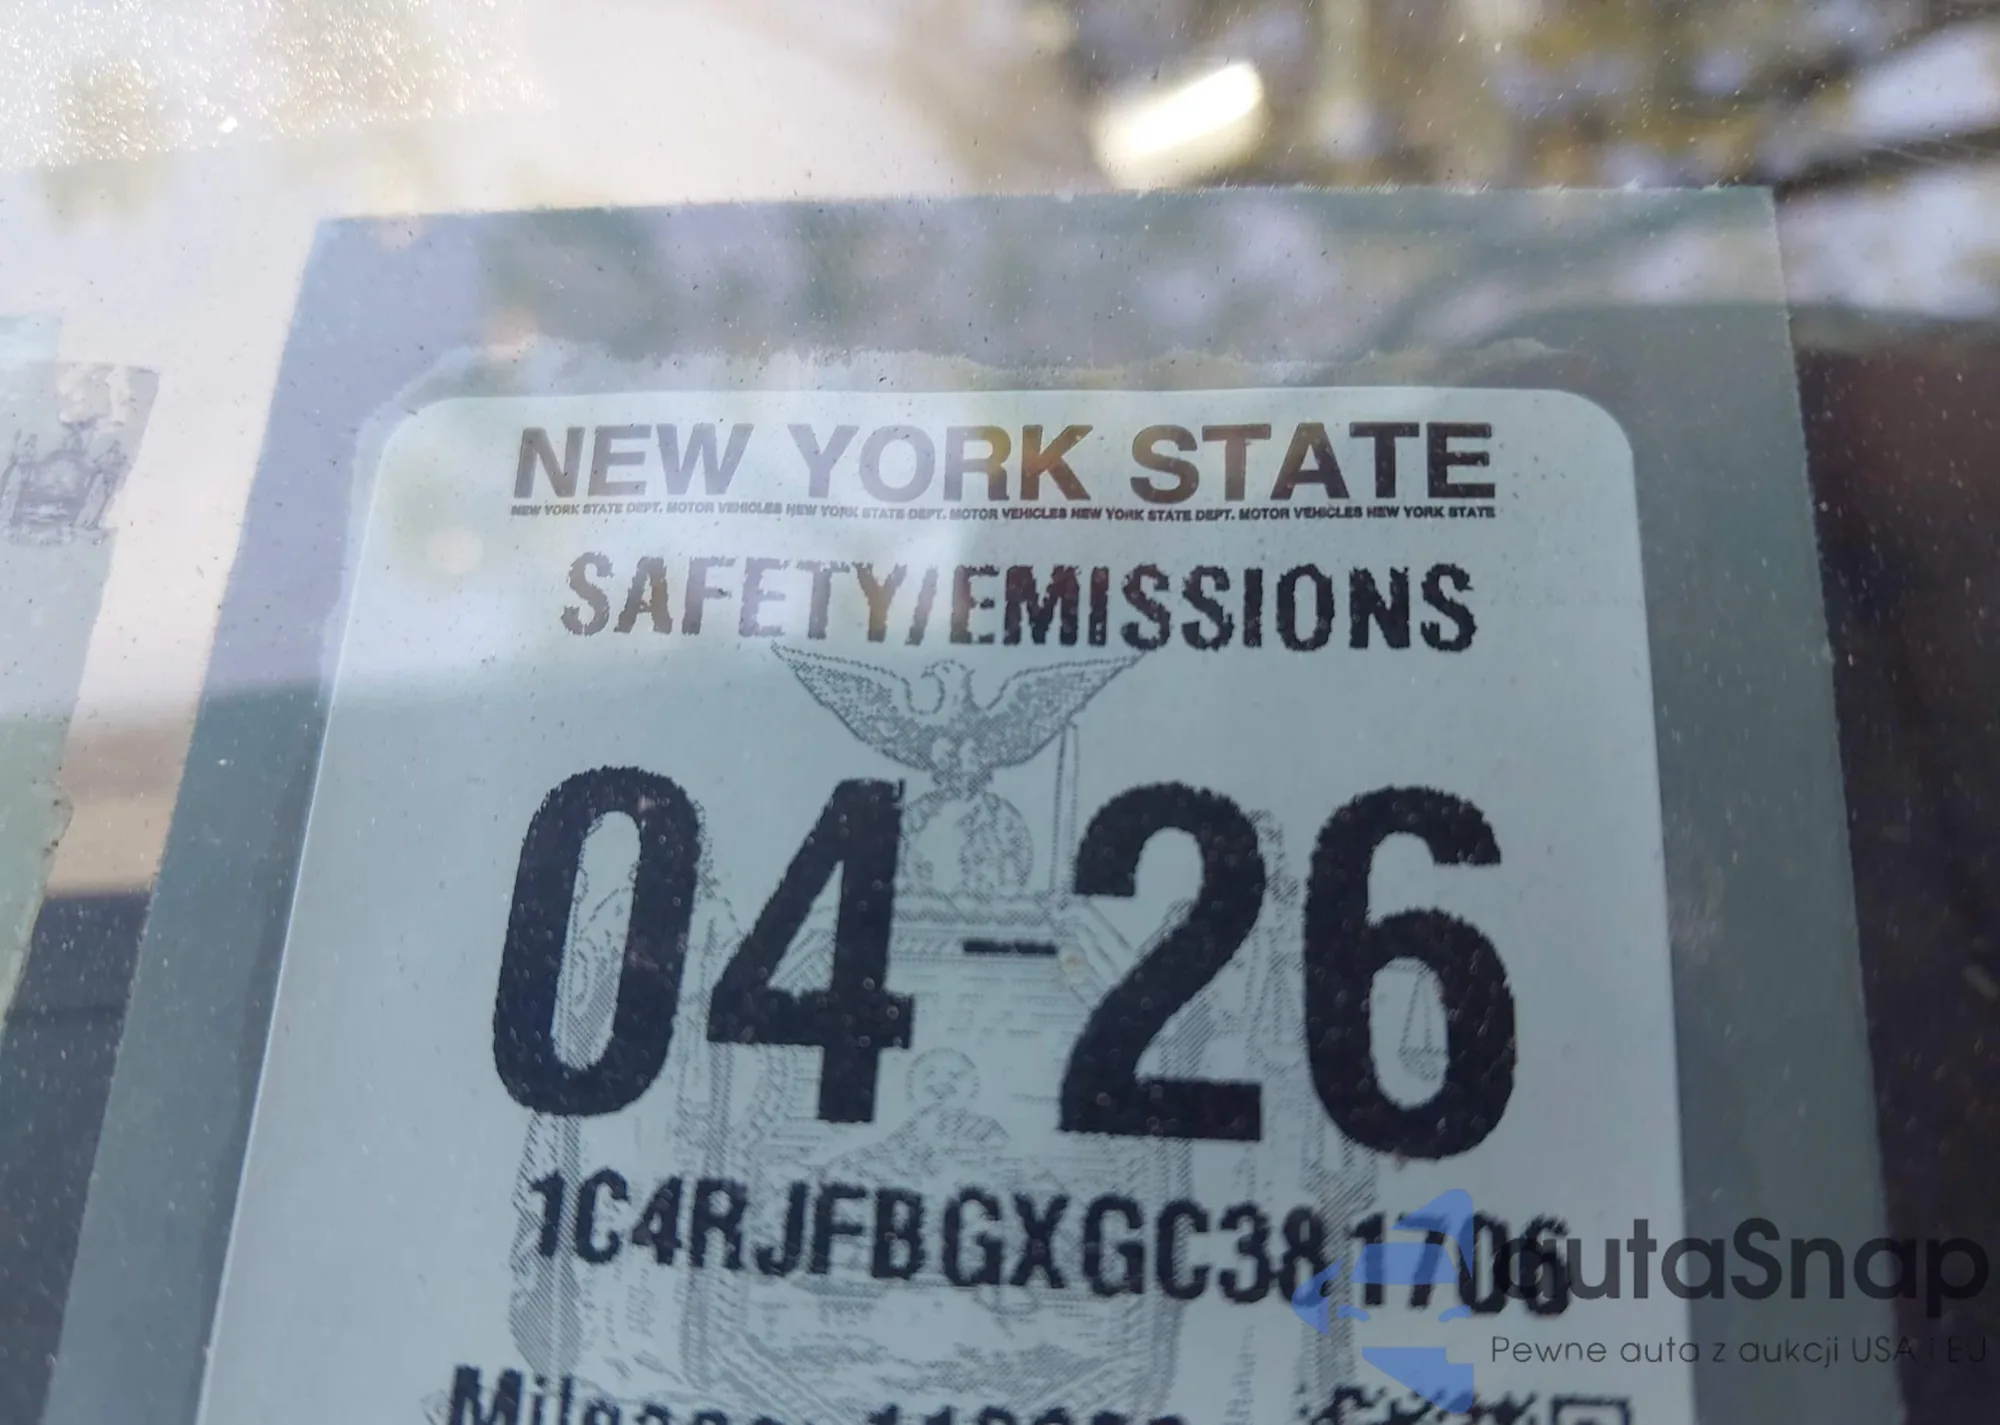 NEW YORK STATE
NEW YORK STATE DEPT. MOTOR VEHICLES NEW YORK STATE DEPT. MOTOR VEHICLES NEW YORK STATE DEPT. MOTOR VEHICLES NEW YORK STATE
SAFETY/EMISSIONS
04-26
1C4RJFBGXGC381706
autaSnap
Pewne auta z aukcji USA i EU